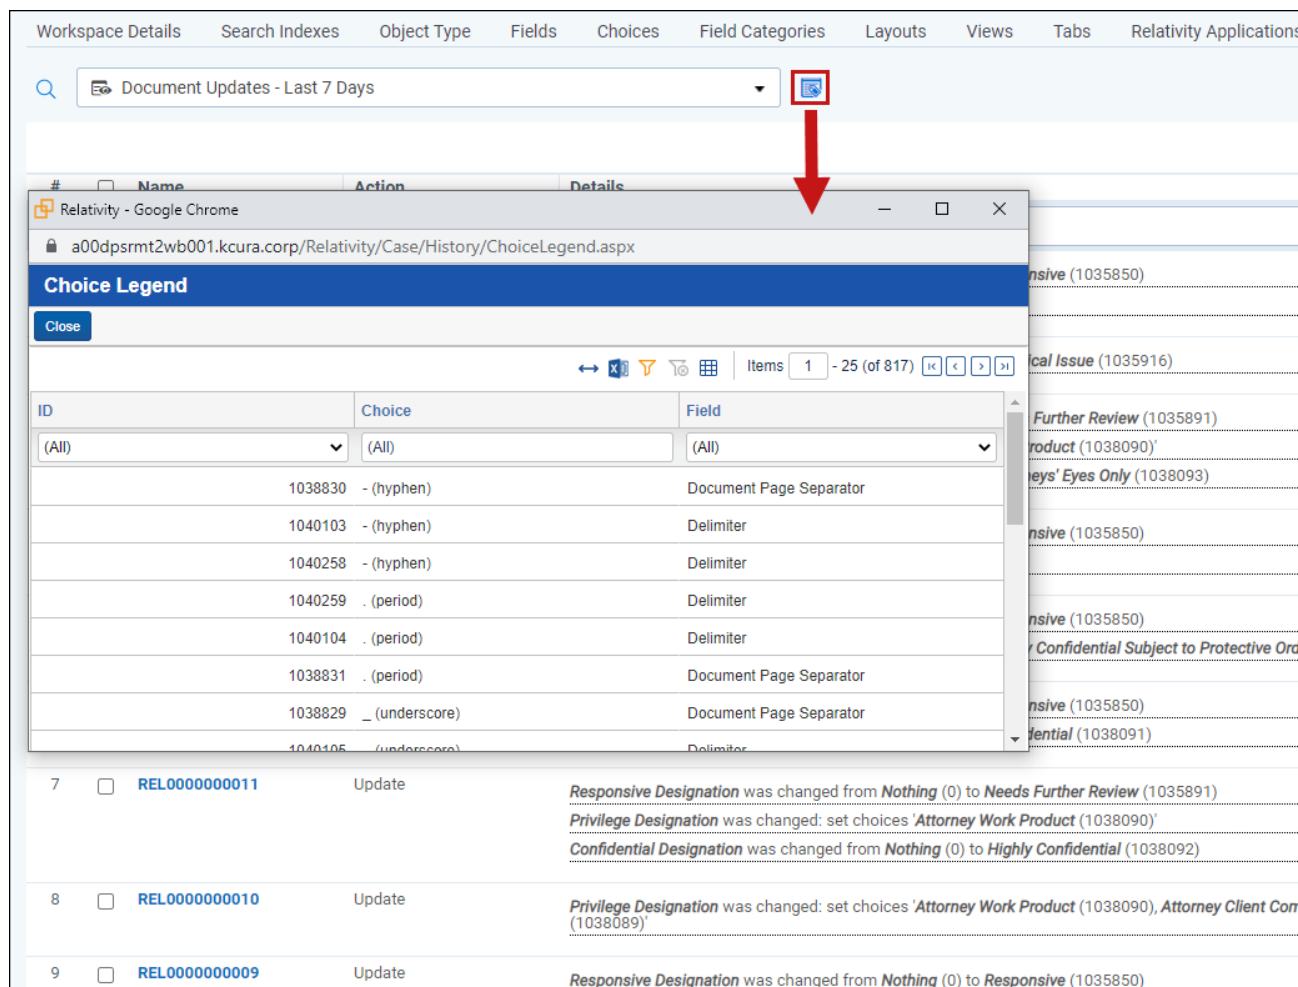 Workspace Details Search Indexes Object Type Fields Choices Field Categories Layouts Views Tabs Relativity Applications
Document Updates - Last 7 Days
# Name Action Details
Relativity - Google Chrome
a00dpsrmt2wb001.kcura.corp/Relativity/Case/History/ChoiceLegend.aspx
Choice Legend
Close
Items 1 - 25 (of 817)
ID Choice Field
(All) (All) (All)
1038830 - (hyphen) Document Page Separator
1040103 - (hyphen) Delimiter
1040258 - (hyphen) Delimiter
1040259 . (period) Delimiter
1040104 . (period) Delimiter
1038831 . (period) Document Page Separator
1038829 _ (underscore) Document Page Separator
1040105 _ (underscore) Delimiter
nsive (1035850)
ical Issue (1035916)
Further Review (1035891)
roduct (1038090)'
eys' Eyes Only (1038093)
nsive (1035850)
nsive (1035850)
Confidential Subject to Protective Ord
nsive (1035850)
dential (1038091)
7 REL0000000011 Update Responsive Designation was changed from Nothing (0) to Needs Further Review (1035891)
Privilege Designation was changed: set choices 'Attorney Work Product (1038090)'
Confidential Designation was changed from Nothing (0) to Highly Confidential (1038092)
8 REL0000000010 Update Privilege Designation was changed: set choices 'Attorney Work Product (1038090), Attorney Client Com
(1038089)'
9 REL0000000009 Update Responsive Designation was changed from Nothing (0) to Responsive (1035850)